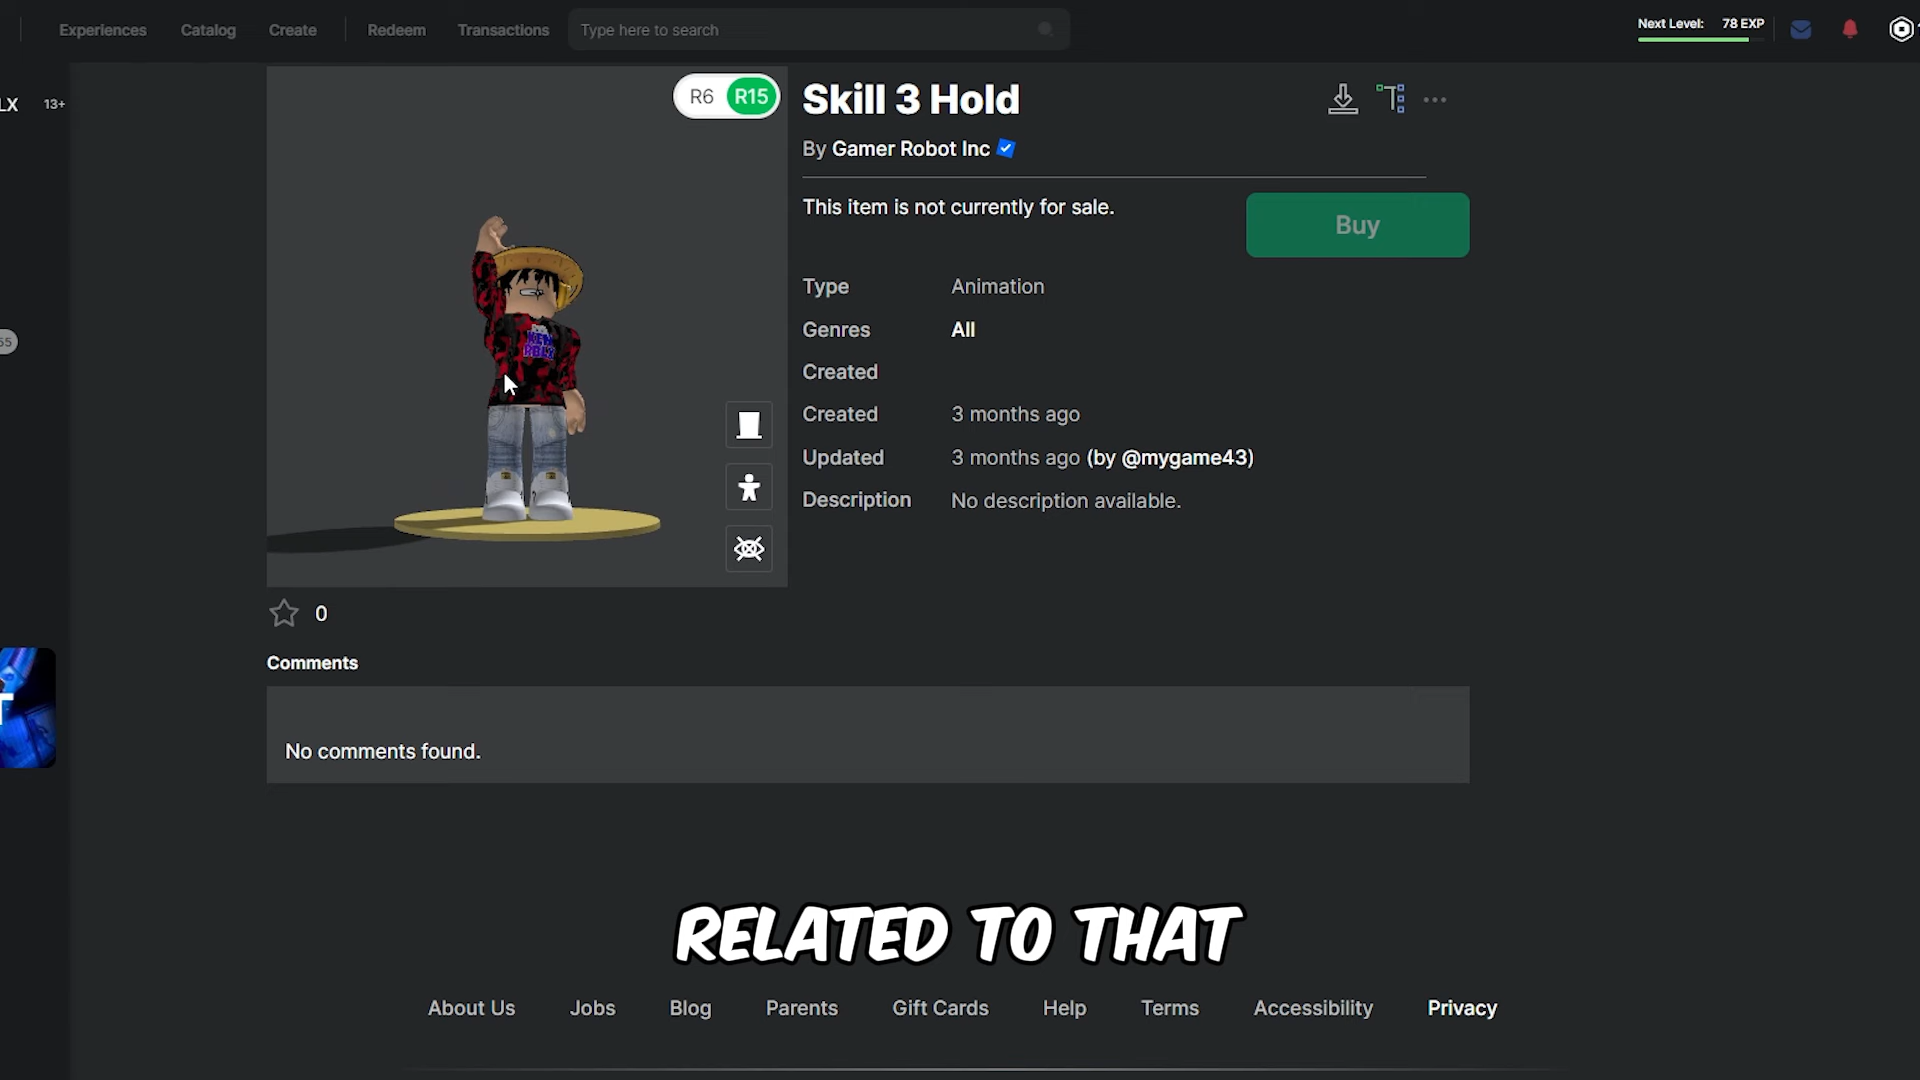 Experiences Catalog Create Redeem Transactions Type here to search Next Level: 78 EXP
LX 13+
R6 R15
Skill 3 Hold
By Gamer Robot Inc
This item is not currently for sale.
Buy
Type Animation
Genres All
Created
Created 3 months ago
Updated 3 months ago (by @mygame43)
Description No description available.
55
0
Comments
No comments found.
RELATED TO THAT
About Us Jobs Blog Parents Gift Cards Help Terms Accessibility Privacy